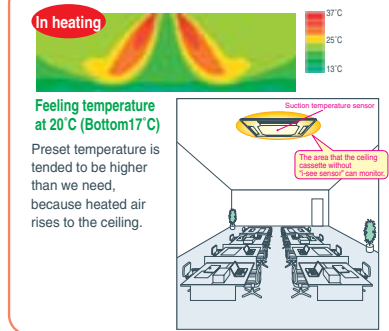 In heating
37˚C
25˚C
13˚C
Feeling temperature
at 20˚C (Bottom17˚C)
Preset temperature is
tended to be higher
than we need,
because heated air
rises to the ceiling.
Suction temperature sensor
The area that the ceiling
cassette without
"i-see sensor" can monitor.